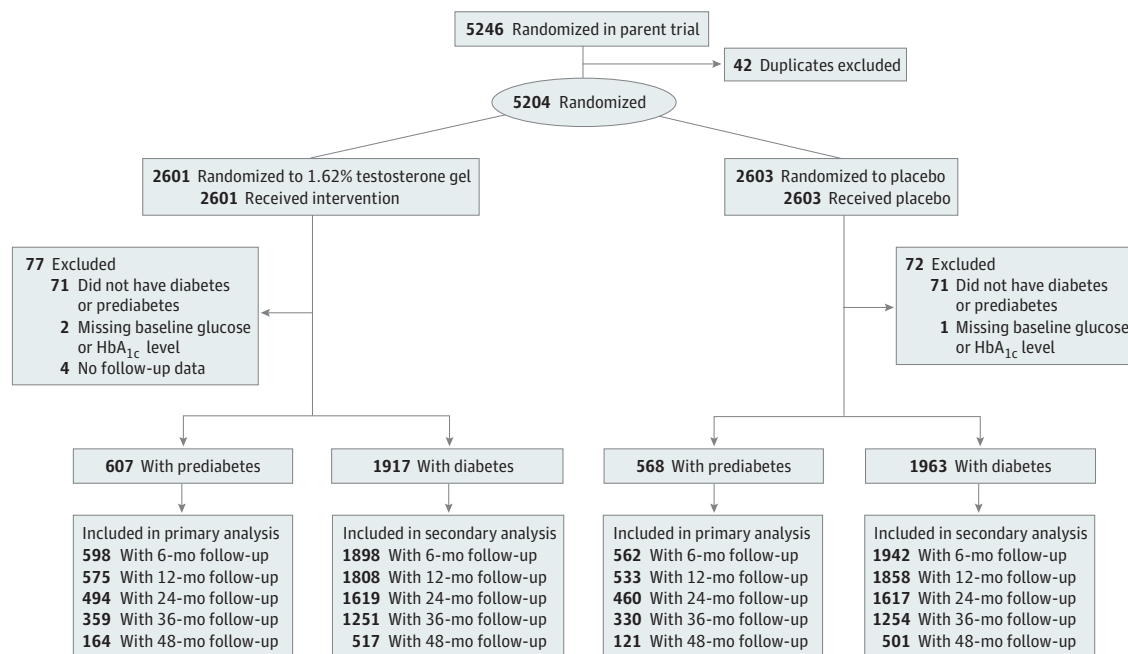 5246 Randomized in parent trial
42 Duplicates excluded
5204 Randomized
2601 Randomized to 1.62% testosterone gel
2601 Received intervention
2603 Randomized to placebo
2603 Received placebo
77 Excluded
71 Did not have diabetes
or prediabetes
2 Missing baseline glucose
or HbA1c level
4 No follow-up data
72 Excluded
71 Did not have diabetes
or prediabetes
1 Missing baseline glucose
or HbA1c level
607 With prediabetes
1917 With diabetes
568 With prediabetes
1963 With diabetes
Included in primary analysis
598 With 6-mo follow-up
575 With 12-mo follow-up
494 With 24-mo follow-up
359 With 36-mo follow-up
164 With 48-mo follow-up
Included in secondary analysis
1898 With 6-mo follow-up
1808 With 12-mo follow-up
1619 With 24-mo follow-up
1251 With 36-mo follow-up
517 With 48-mo follow-up
Included in primary analysis
562 With 6-mo follow-up
533 With 12-mo follow-up
460 With 24-mo follow-up
330 With 36-mo follow-up
121 With 48-mo follow-up
Included in secondary analysis
1942 With 6-mo follow-up
1858 With 12-mo follow-up
1617 With 24-mo follow-up
1254 With 36-mo follow-up
501 With 48-mo follow-up